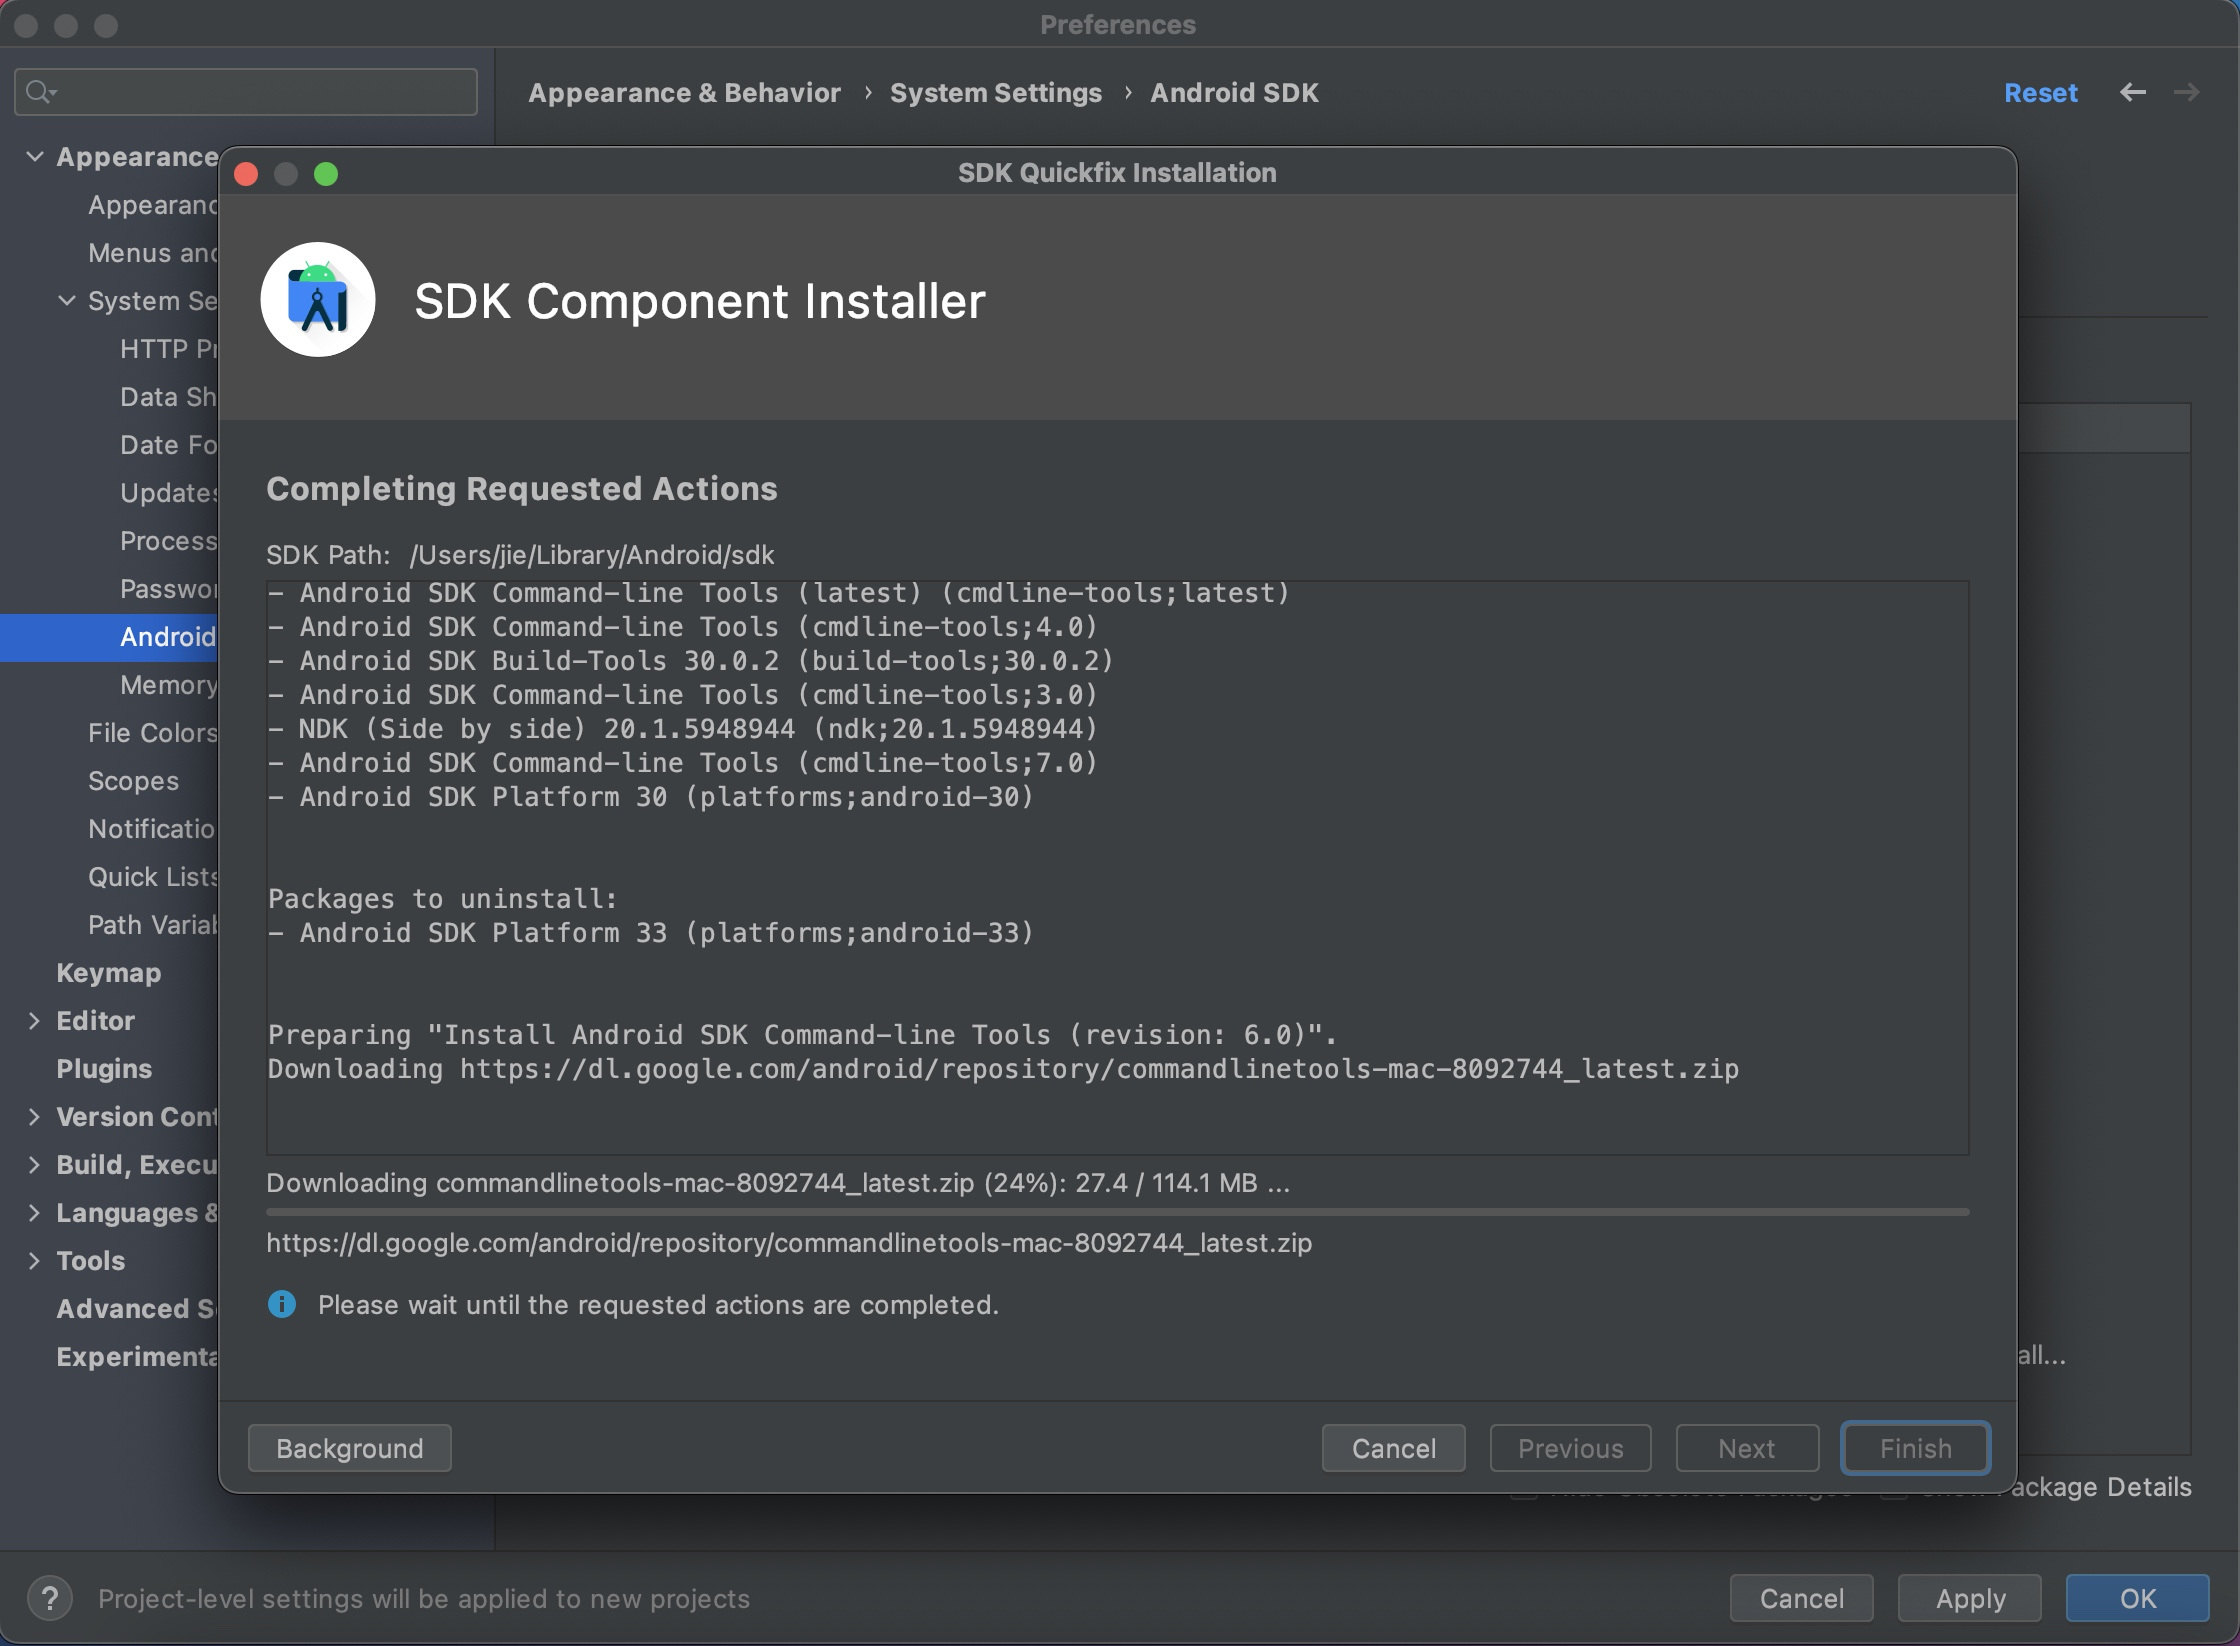 Preferences
Appearance & Behavior › System Settings › Android SDK
Reset
Appearance
Appearanc
Menus and
System Se
HTTP Pr
Data Sh
Date Fo
Updates
Process
Passwor
Android
Memory
File Colors
Scopes
Notificatio
Quick Lists
Path Variab
Keymap
Editor
Plugins
Version Cont
Build, Execu
Languages &
Tools
Advanced Se
Experimenta
SDK Quickfix Installation
SDK Component Installer
Completing Requested Actions
SDK Path: /Users/jie/Library/Android/sdk
- Android SDK Command-line Tools (latest) (cmdline-tools;latest)
- Android SDK Command-line Tools (cmdline-tools;4.0)
- Android SDK Build-Tools 30.0.2 (build-tools;30.0.2)
- Android SDK Command-line Tools (cmdline-tools;3.0)
- NDK (Side by side) 20.1.5948944 (ndk;20.1.5948944)
- Android SDK Command-line Tools (cmdline-tools;7.0)
- Android SDK Platform 30 (platforms;android-30)
Packages to uninstall:
- Android SDK Platform 33 (platforms;android-33)
Preparing "Install Android SDK Command-line Tools (revision: 6.0)".
Downloading https://dl.google.com/android/repository/commandlinetools-mac-8092744_latest.zip
Downloading commandlinetools-mac-8092744_latest.zip (24%): 27.4 / 114.1 MB ...
https://dl.google.com/android/repository/commandlinetools-mac-8092744_latest.zip
Please wait until the requested actions are completed.
Background
Cancel
Previous
Next
Finish
all...
ackage Details
? Project-level settings will be applied to new projects
Cancel
Apply
OK